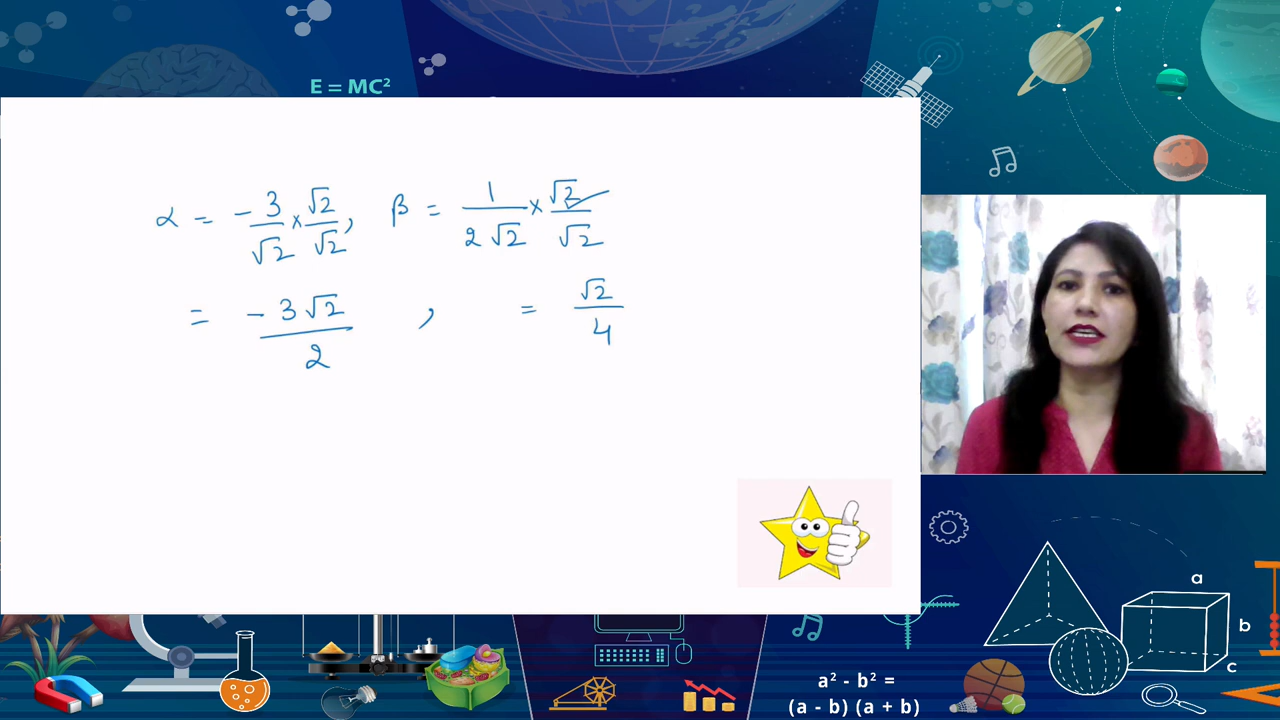 E = MC²
α = -3/√2 × √2/√2 , β = 1/2√2 × √2/√2
= -3√2/2 , = √2/4
a
b
c
a² - b² =
(a - b) (a + b)